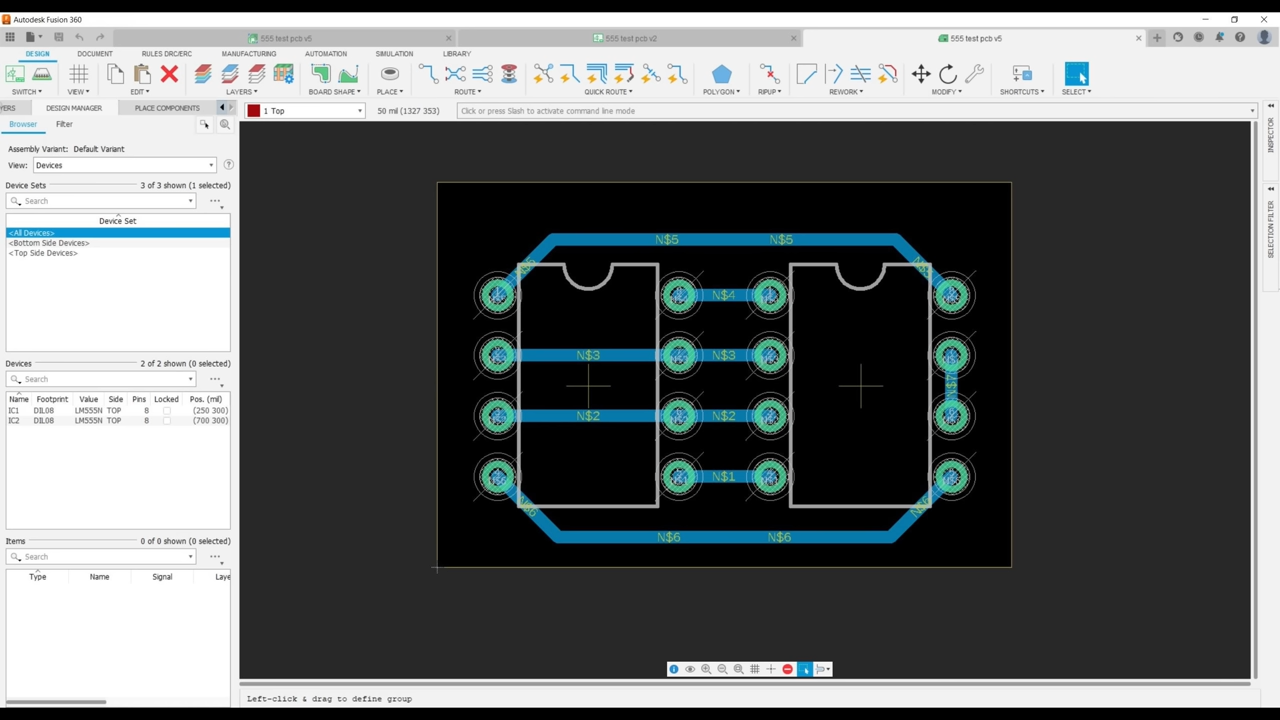 Autodesk Fusion 360
555 test pcb v5
555 test pcb v2
555 test pcb v5
DESIGN DOCUMENT RULES DRC/ERC MANUFACTURING AUTOMATION SIMULATION LIBRARY
SWITCH VIEW EDIT LAYERS BOARD SHAPE PLACE ROUTE QUICK ROUTE POLYGON RIPUP REWORK MODIFY SHORTCUTS SELECT
YERS DESIGN MANAGER PLACE COMPONENTS
1 Top
50 mil (1327 353)
Click or press Slash to activate command line mode
Browser Filter
Assembly Variant: Default Variant
View: Devices
Device Sets 3 of 3 shown (1 selected)
Search
Device Set
<All Devices>
<Bottom Side Devices>
<Top Side Devices>
Devices 2 of 2 shown (0 selected)
Search
Name Footprint Value Side Pins Locked Pos. (mil)
IC1 DIL08 LM555N TOP 8 (250 300)
IC2 DIL08 LM555N TOP 8 (700 300)
Items 0 of 0 shown (0 selected)
Search
Type Name Signal Laye
N$5 N$5
N$4
N$3 N$3
N$2 N$2
N$1
N$6 N$6
INSPECTOR
SELECTION FILTER
Left-click & drag to define group